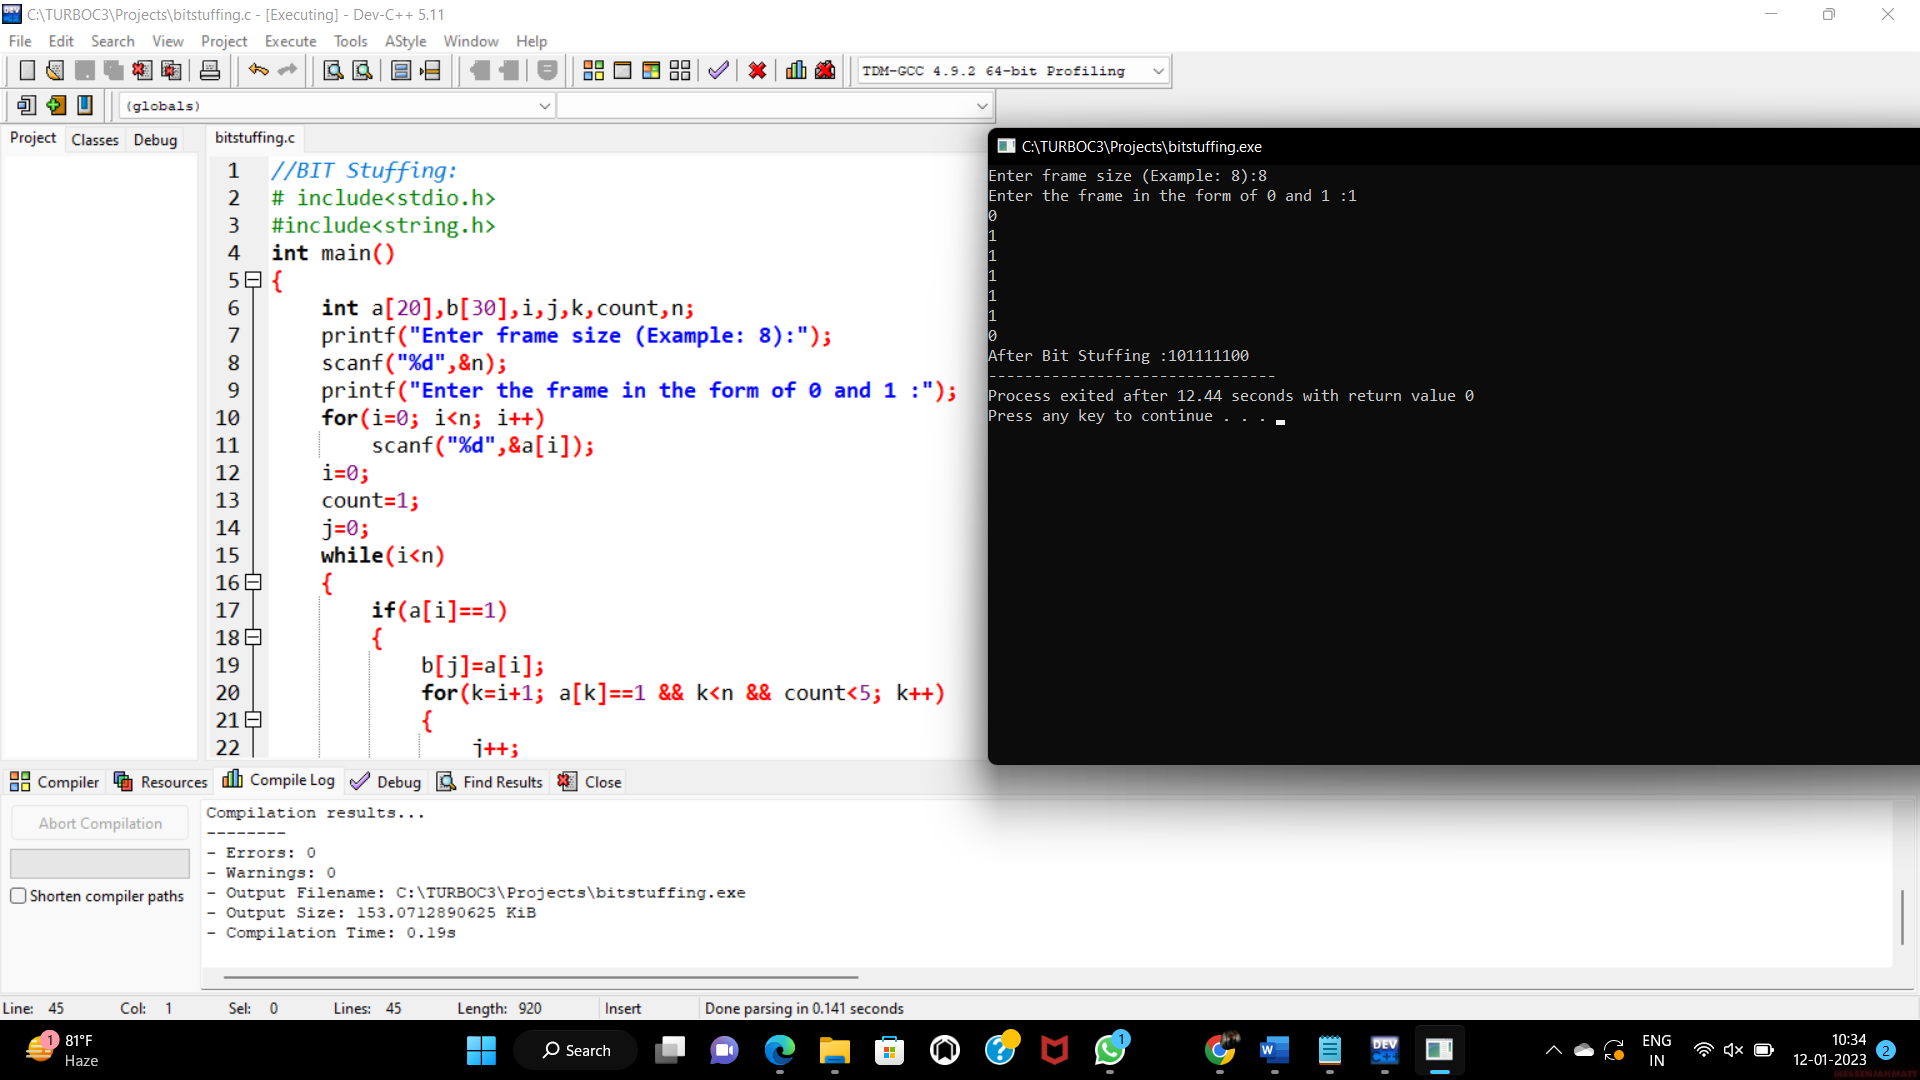 C:\TURBOC3\Projects\bitstuffing.c - [Executing] - Dev-C++ 5.11
File Edit Search View Project Execute Tools AStyle Window Help
TDM-GCC 4.9.2 64-bit Profiling
(globals)
Project Classes Debug
bitstuffing.c
1 //BIT Stuffing:
2 # include<stdio.h>
3 #include<string.h>
4 int main()
5 {
6 int a[20],b[30],i,j,k,count,n;
7 printf("Enter frame size (Example: 8):");
8 scanf("%d",&n);
9 printf("Enter the frame in the form of 0 and 1 :");
10 for(i=0; i<n; i++)
11 scanf("%d",&a[i]);
12 i=0;
13 count=1;
14 j=0;
15 while(i<n)
16 {
17 if(a[i]==1)
18 {
19 b[j]=a[i];
20 for(k=i+1; a[k]==1 && k<n && count<5; k++)
21 {
22 j++;
C:\TURBOC3\Projects\bitstuffing.exe
Enter frame size (Example: 8):8
Enter the frame in the form of 0 and 1 :1
0
1
1
1
1
1
0
After Bit Stuffing :101111100
--------------------------------
Process exited after 12.44 seconds with return value 0
Press any key to continue . . .
Compiler Resources Compile Log Debug Find Results Close
Abort Compilation
Shorten compiler paths
Compilation results...
--------
- Errors: 0
- Warnings: 0
- Output Filename: C:\TURBOC3\Projects\bitstuffing.exe
- Output Size: 153.0712890625 KiB
- Compilation Time: 0.19s
Line: 45 Col: 1 Sel: 0 Lines: 45 Length: 920 Insert Done parsing in 0.141 seconds
1 81°F
Haze
Search
1
DEV
ENG
IN
10:34
12-01-2023
2